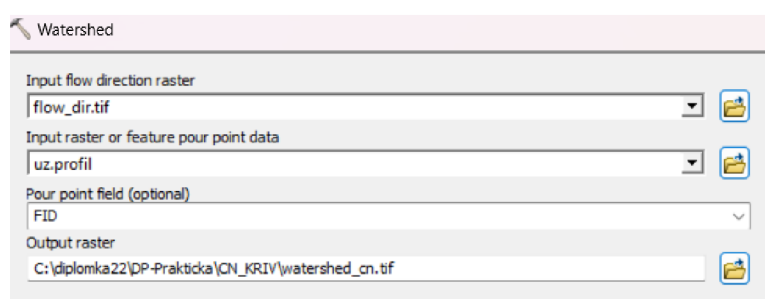 Watershed
Input flow direction raster
flow_dir.tif
Input raster or feature pour point data
uz.profil
Pour point field (optional)
FID
Output raster
C:\diplomka22\DP-Prakticka\CN_KRIV\watershed_cn.tif